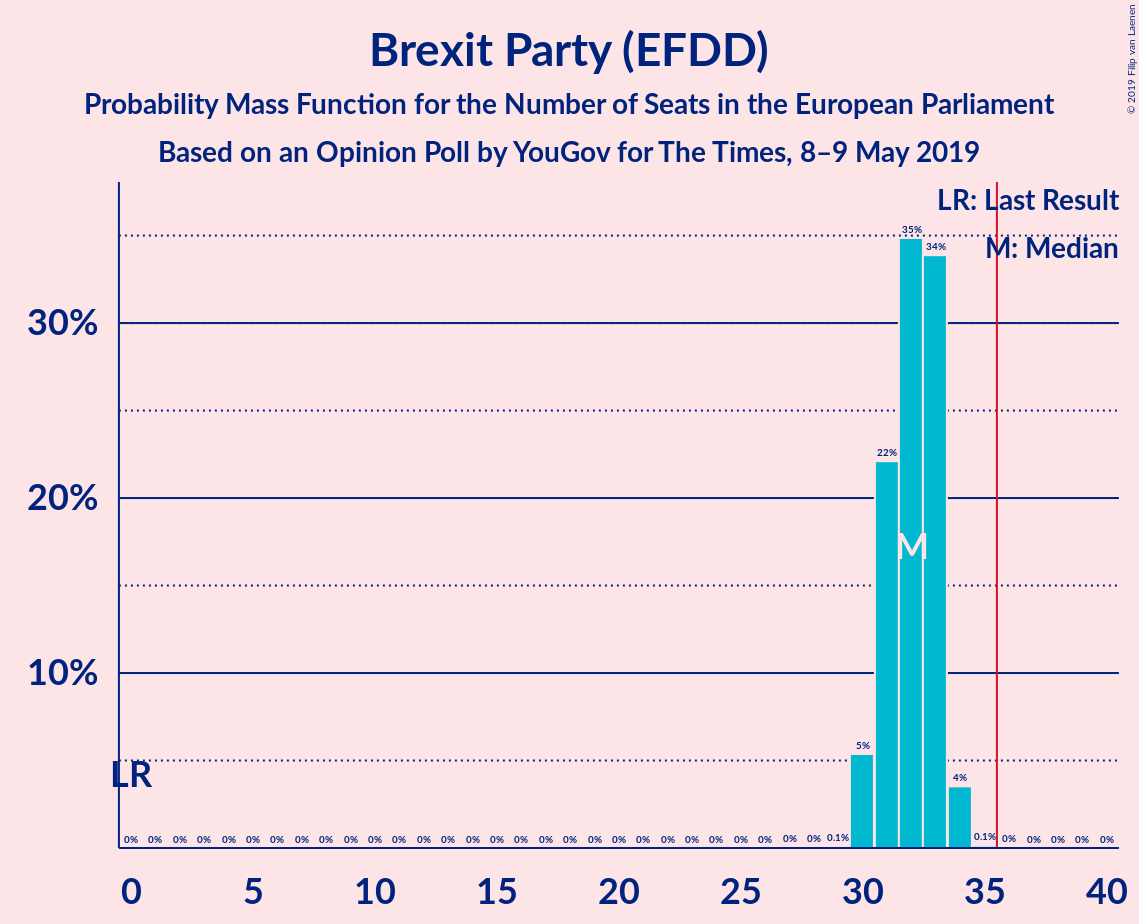 Brexit Party (EFDD)
Probability Mass Function for the Number of Seats in the European Parliament
Based on an Opinion Poll by YouGov for The Times, 8–9 May 2019
© 2019 Filip van Laenen
LR: Last Result
M: Median
30%
20%
10%
35%
34%
22%
M
5%
4%
LR
0% 0% 0% 0% 0% 0% 0% 0% 0% 0% 0% 0% 0% 0% 0% 0% 0% 0% 0% 0% 0% 0% 0% 0% 0% 0% 0% 0% 0% 0.1% 0.1% 0% 0% 0% 0% 0%
0 5 10 15 20 25 30 35 40